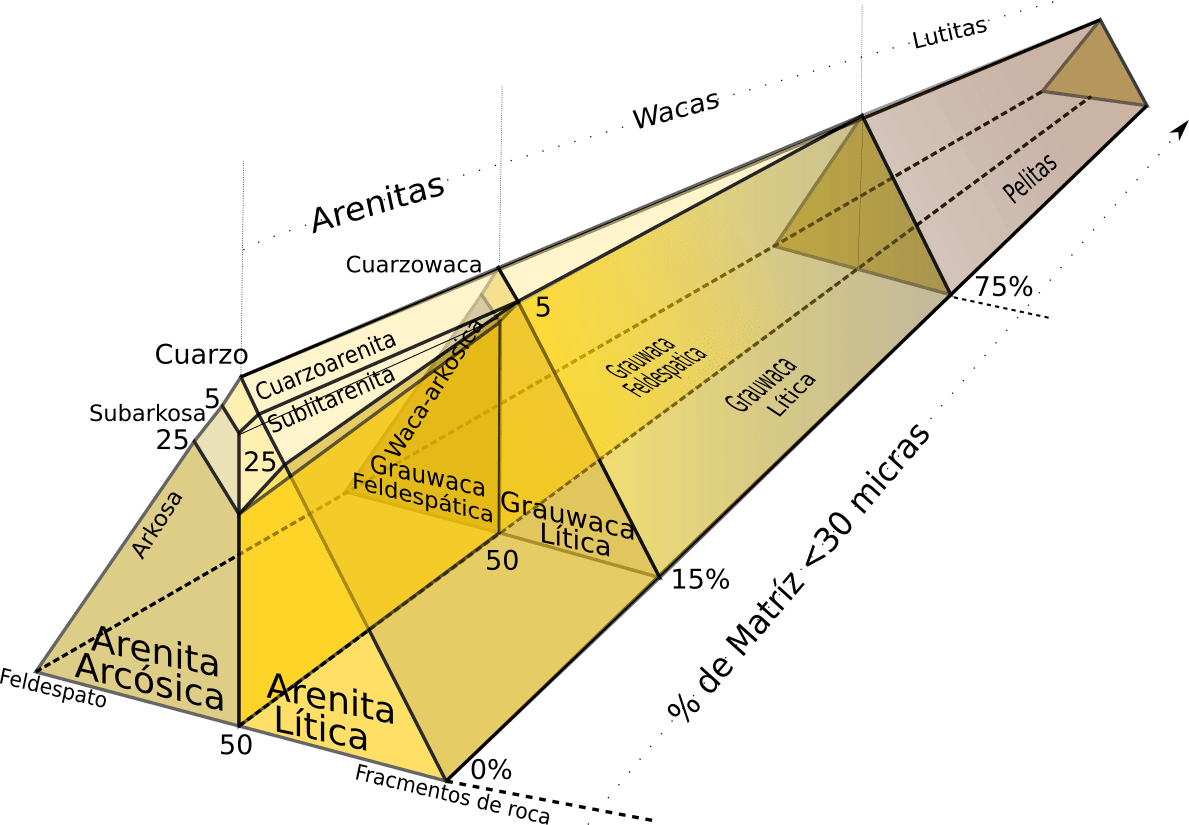 Lutitas
Wacas
Arenitas
Pelitas
Cuarzowaca
75%
5
Cuarzo
Cuarzoarenita
5
Sublitarenita
Subarkosa
25
25
Waca-arkosica
Grauwaca
Feldespatica
Grauwaca
Lítica
Arkosa
Grauwaca
Feldespática
Grauwaca
Lítica
50
15%
% de Matríz <30 micras
Arenita
Arcósica
Feldespato
Arenita
Lítica
50
0%
Fracmentos de roca